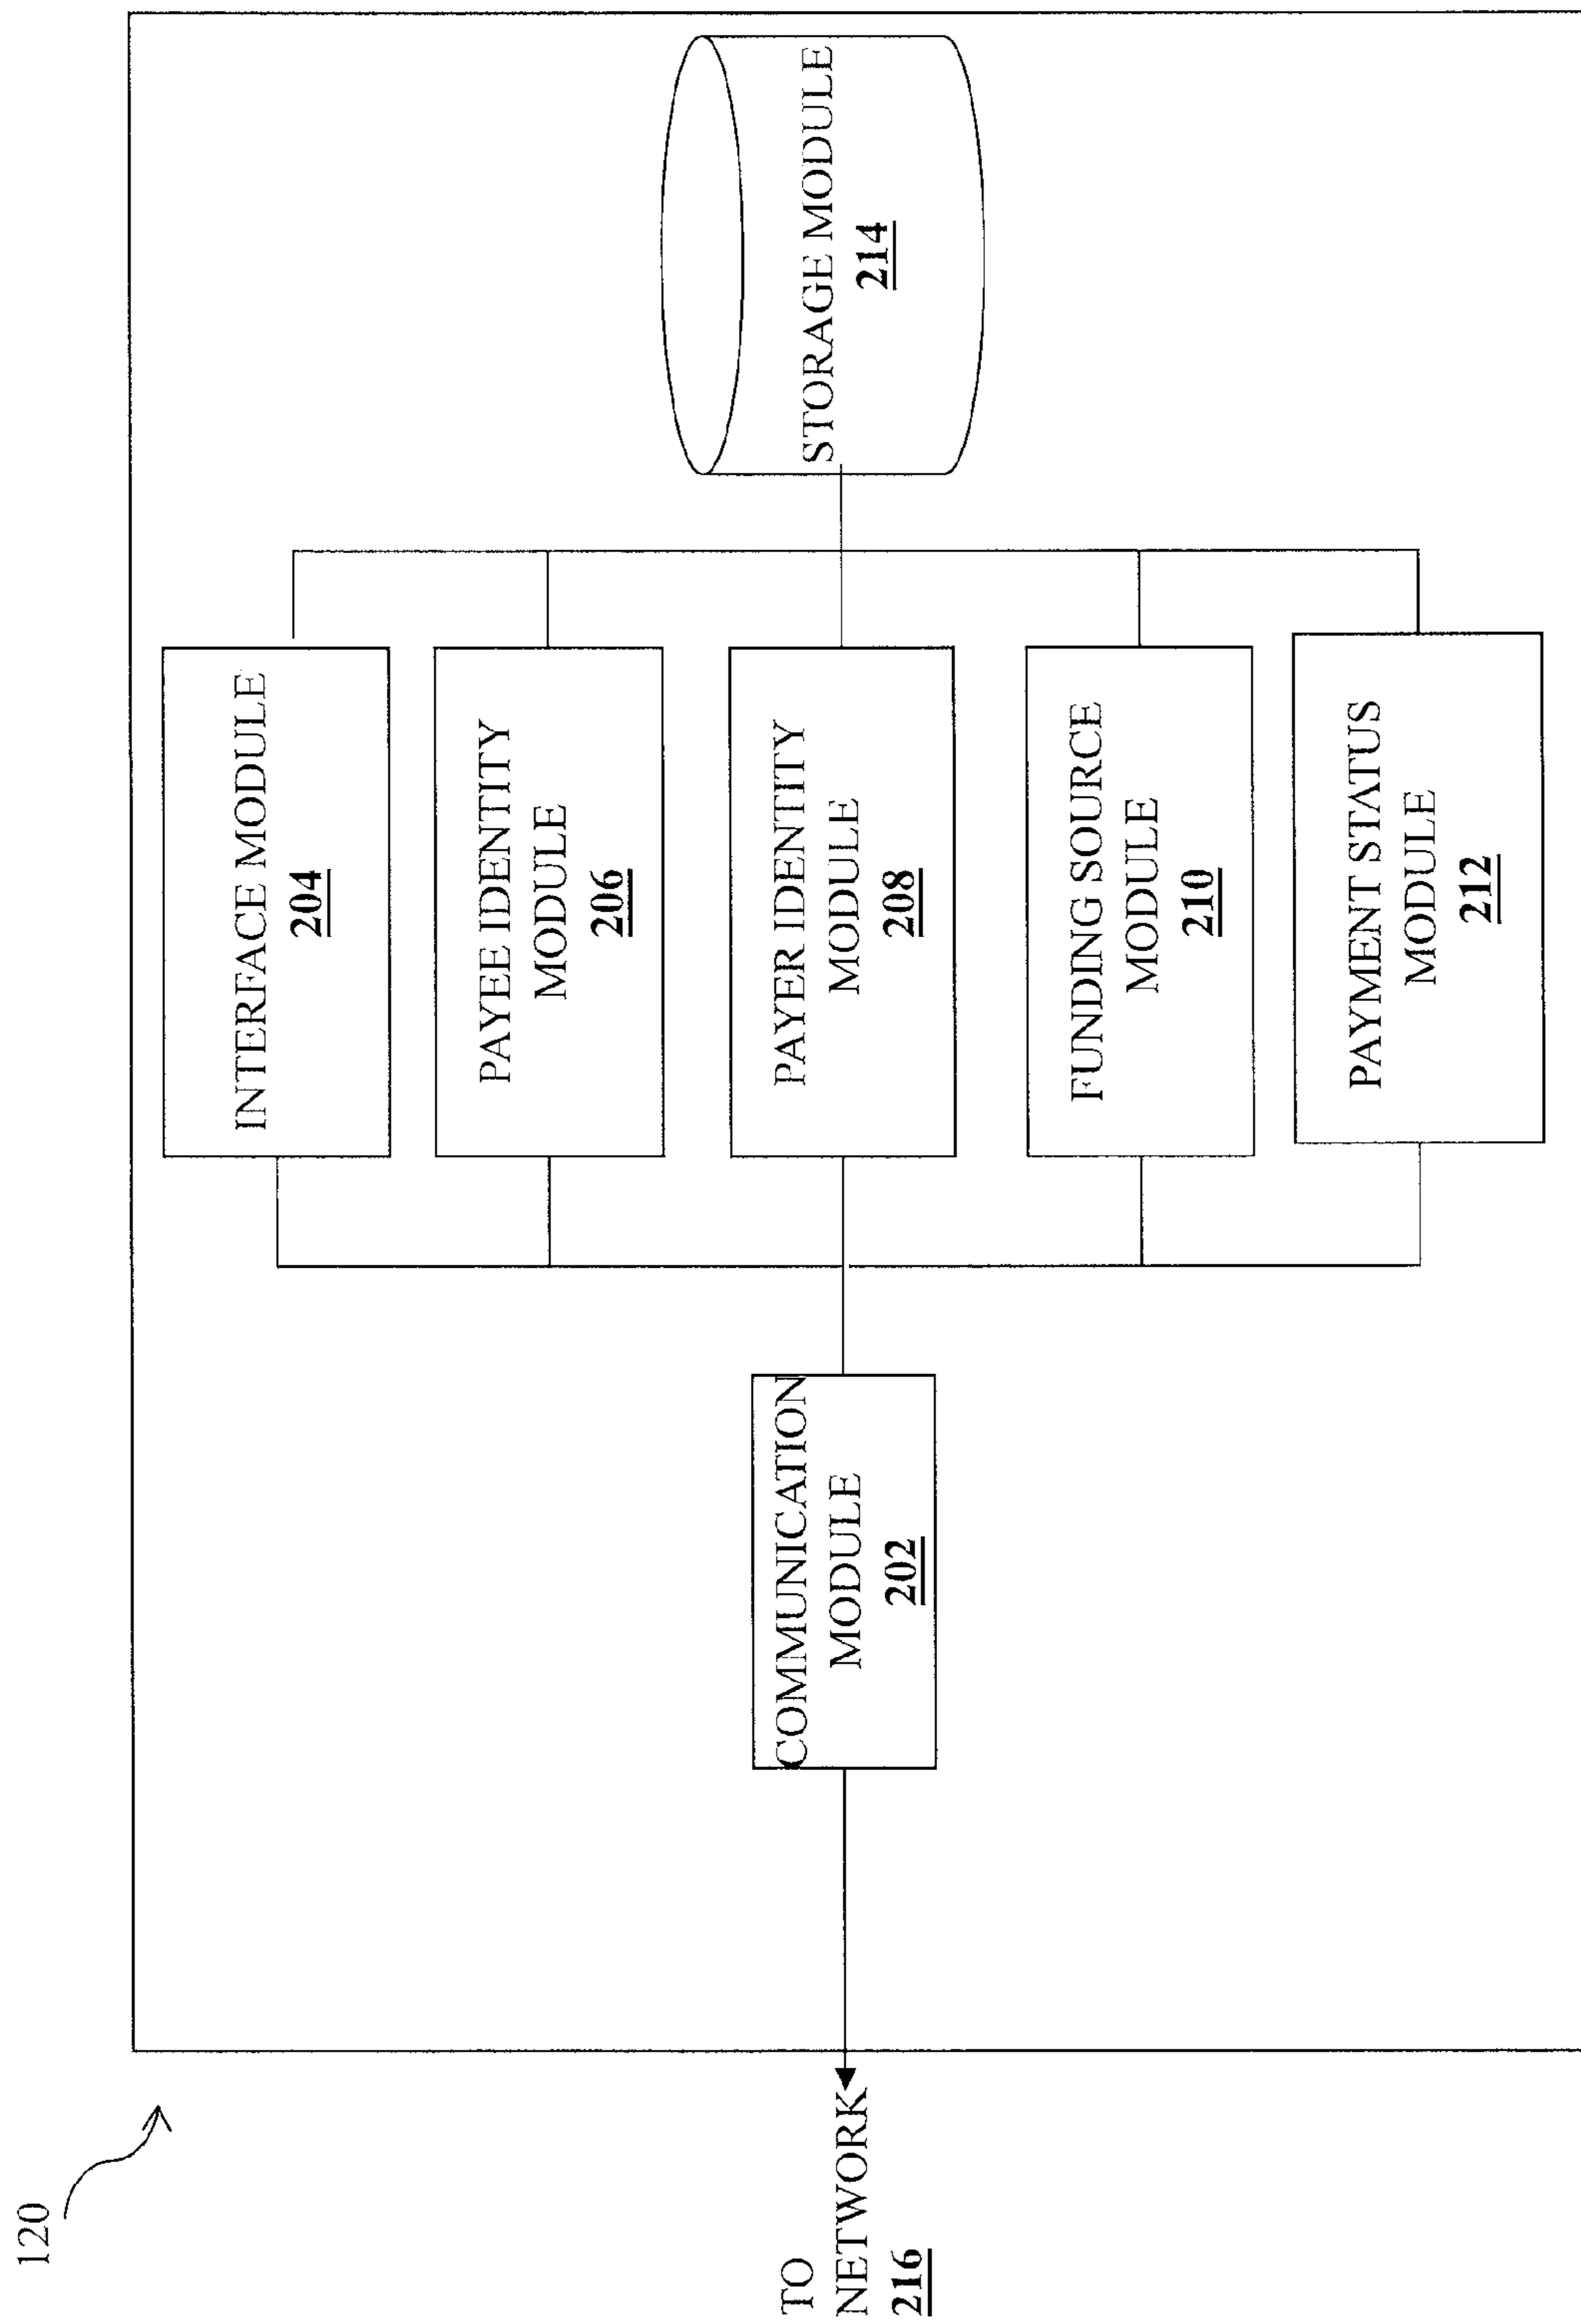 120
INTERFACE MODULE
204
PAYEE IDENTITY
MODULE
206
PAYER IDENTITY
MODULE
208
FUNDING SOURCE
MODULE
210
PAYMENT STATUS
MODULE
212
STORAGE MODULE
214
COMMUNICATION
MODULE
202
TO
NETWORK
216